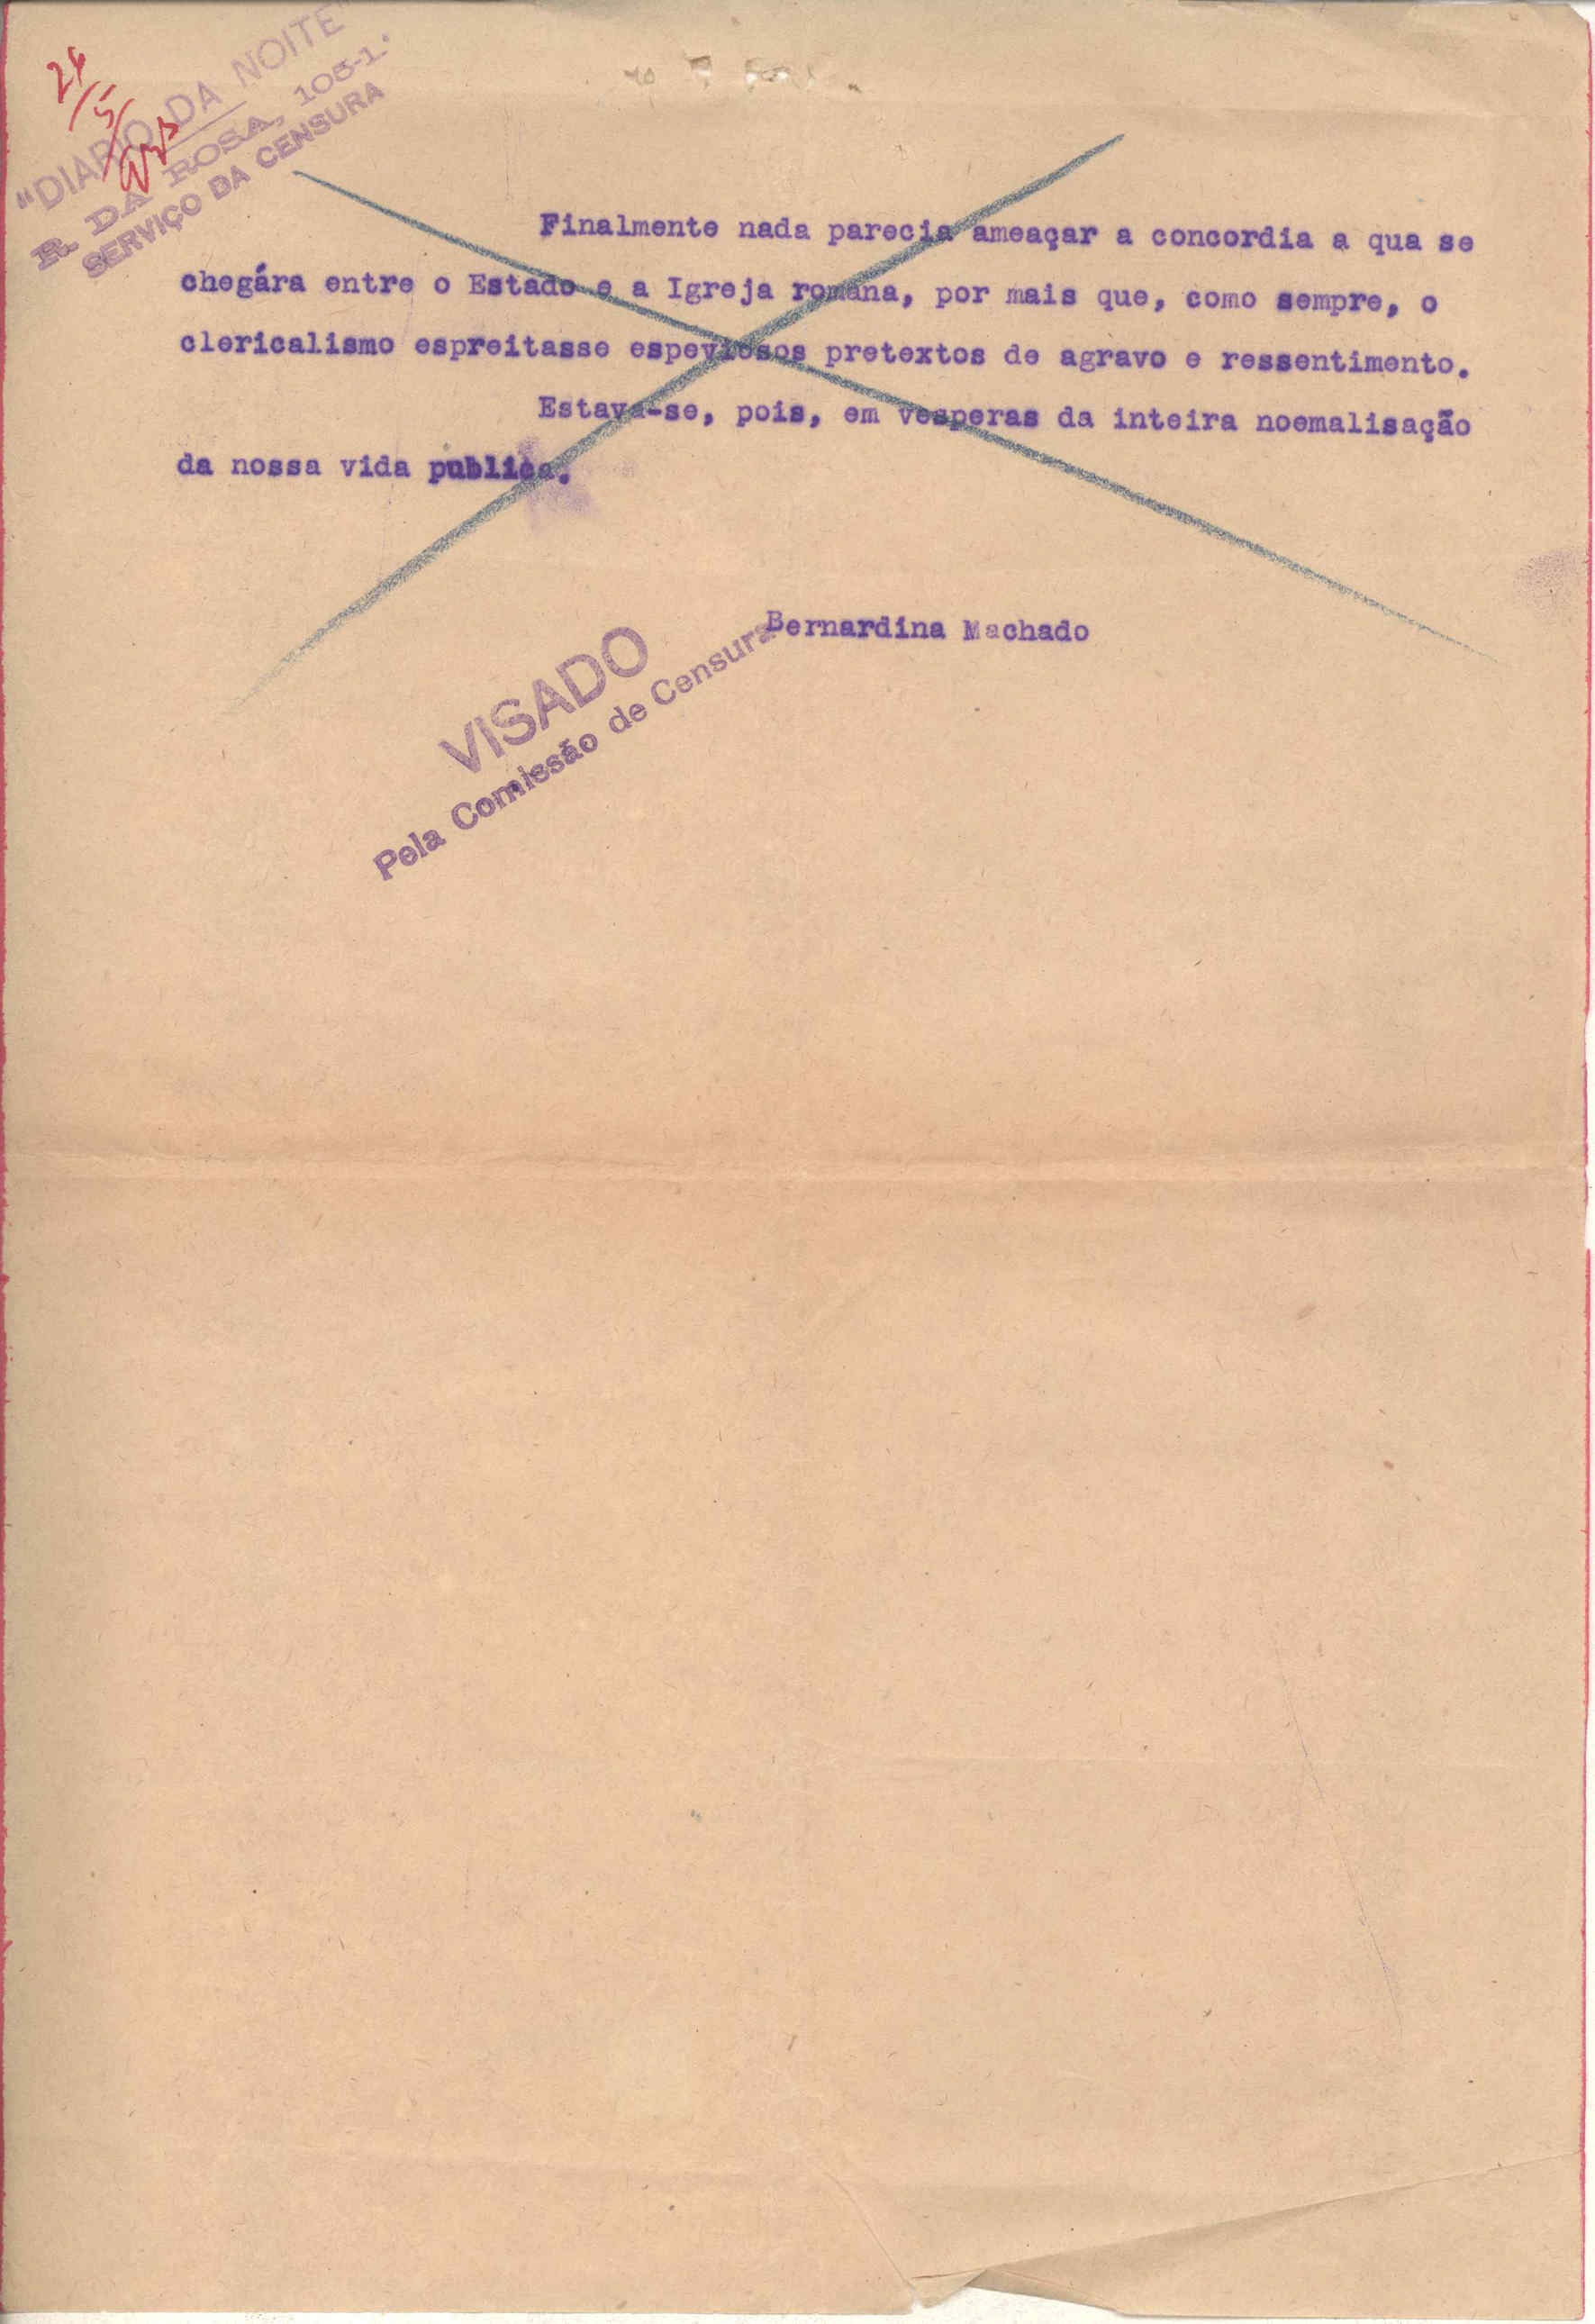 24/5
"DIARIO DA NOITE"
R. DA ROSA, 105-1.º
SERVIÇO DA CENSURA
Finalmente nada parecia ameaçar a concordia a qua se
chegára entre o Estado e a Igreja romana, por mais que, como sempre, o
clericalismo espreitasse pretextos de agravo e ressentimento.
Estava-se, pois, em vesperas da inteira noemalisação
da nossa vida publica.
Bernardina Machado
VISADO
Pela Comissão de Censura